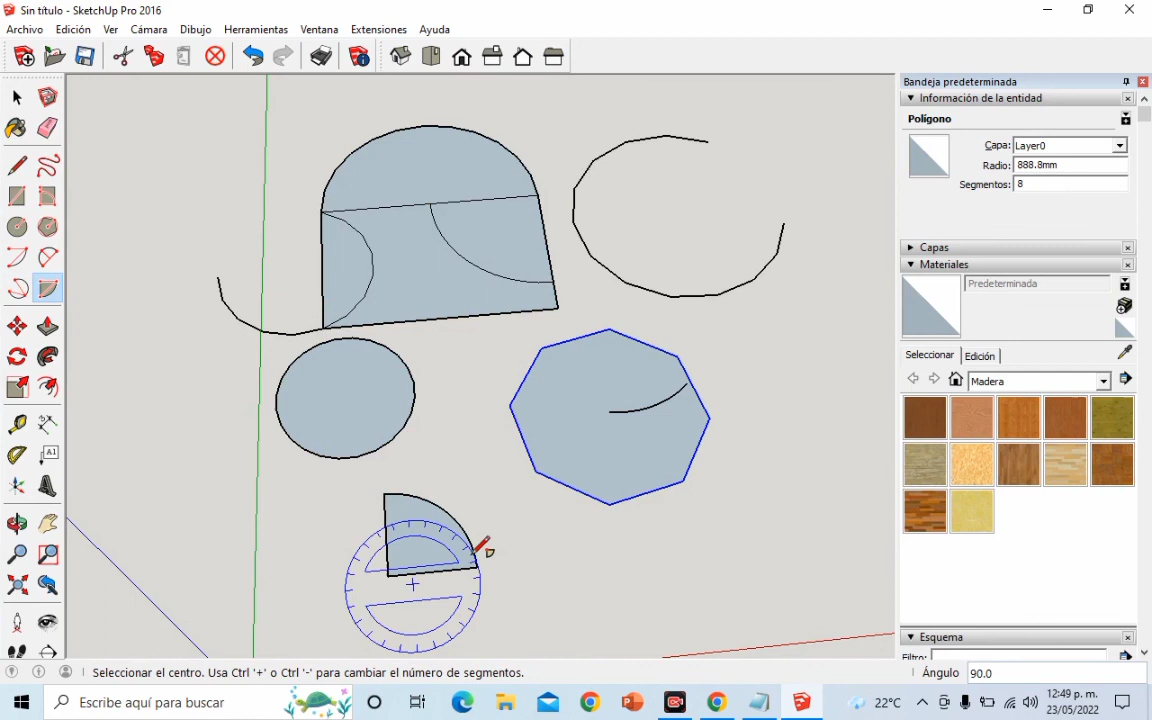 Sin título - SketchUp Pro 2016
Archivo Edición Ver Cámara Dibujo Herramientas Ventana Extensiones Ayuda
Bandeja predeterminada
Información de la entidad
Polígono
Capa: Layer0
Radio: 888.8mm
Segmentos: 8
Capas
Materiales
Predeterminada
Seleccionar Edición
Madera
A1
Esquema
Filtro:
Seleccionar el centro. Usa Ctrl '+' o Ctrl '-' para cambiar el número de segmentos.
Ángulo 90.0
Escribe aquí para buscar
22°C
12:49 p. m.
23/05/2022